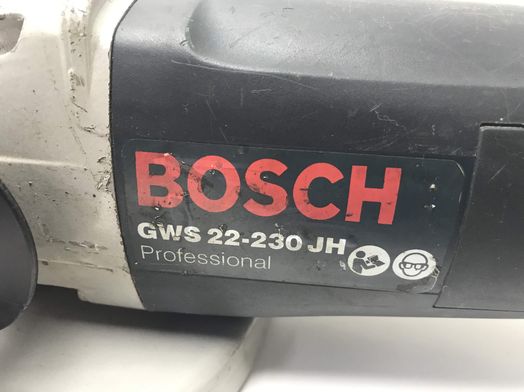 BOSCH
GWS 22-230 JH
Professional